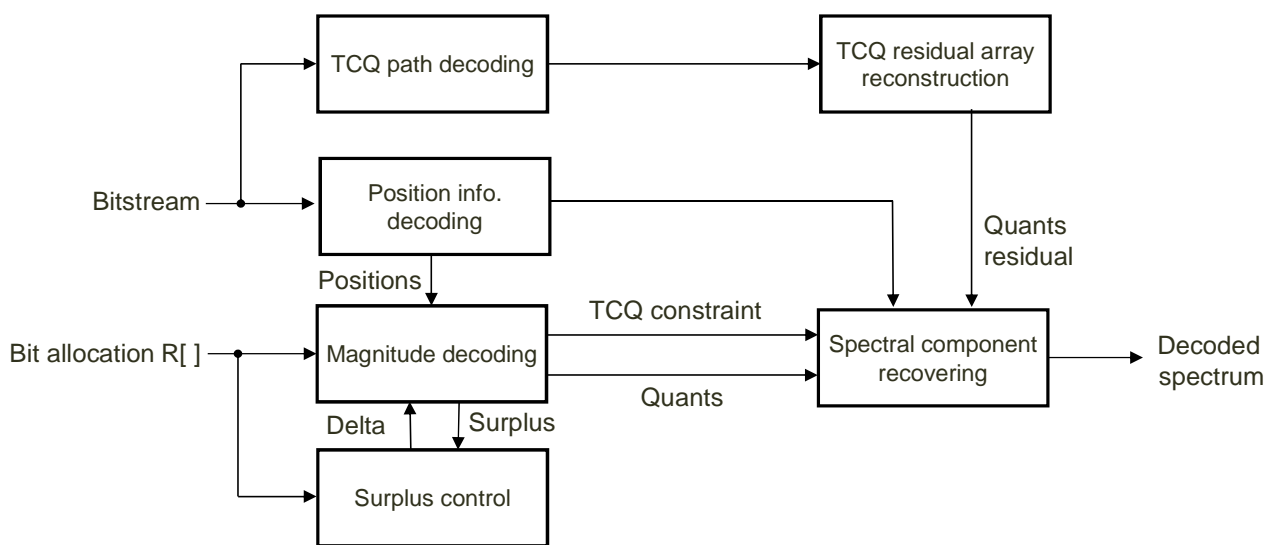 TCQ path decoding
TCQ residual array
reconstruction
Bitstream
Position info.
decoding
Quants
residual
Positions
TCQ constraint
Bit allocation R[ ]
Magnitude decoding
Spectral component
recovering
Decoded
spectrum
Quants
Delta
Surplus
Surplus control